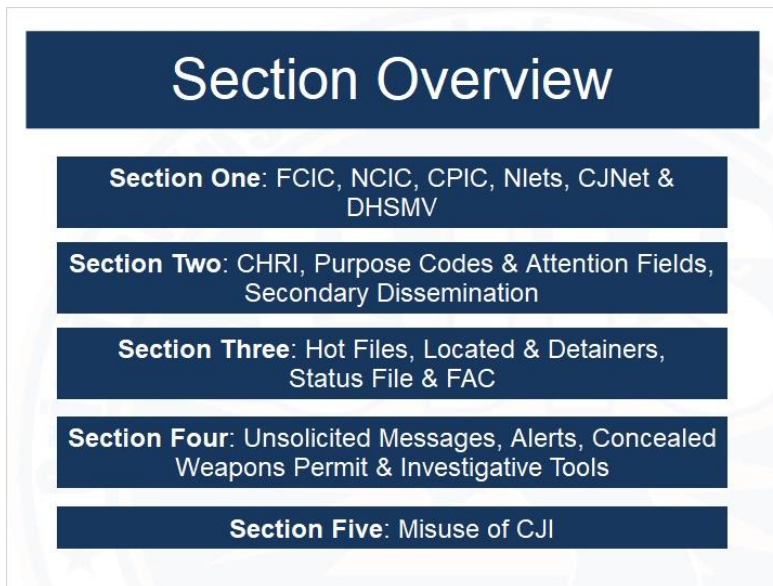 Section Overview
Section One: FCIC, NCIC, CPIC, Nlets, CJNet &
DHSMV
Section Two: CHRI, Purpose Codes & Attention Fields,
Secondary Dissemination
Section Three: Hot Files, Located & Detainers,
Status File & FAC
Section Four: Unsolicited Messages, Alerts, Concealed
Weapons Permit & Investigative Tools
Section Five: Misuse of CJI